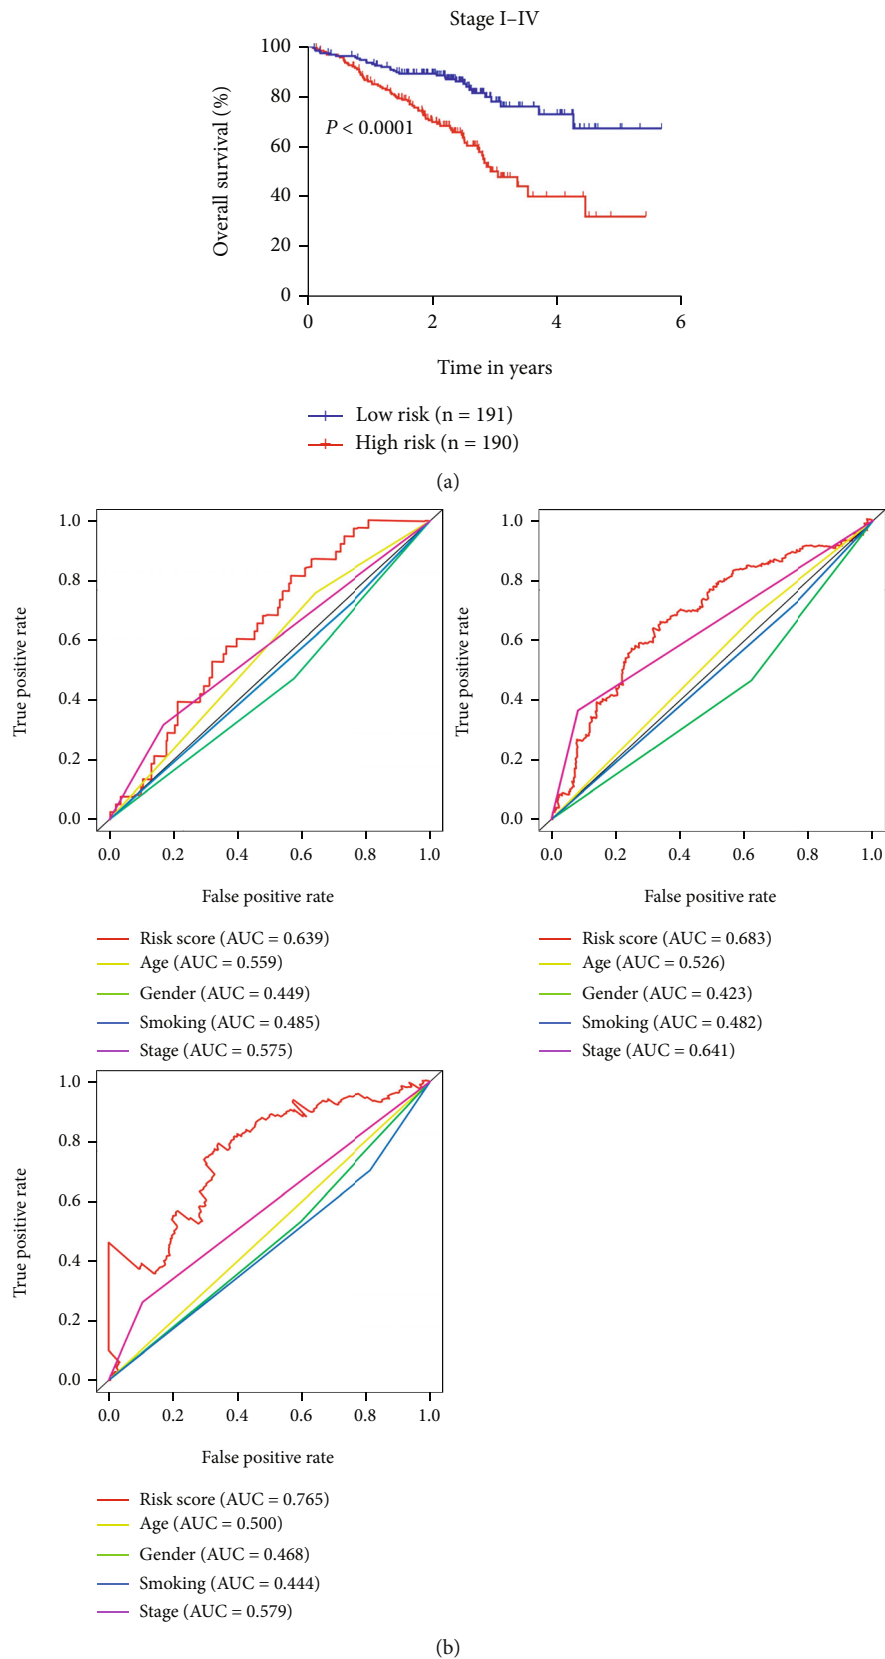 Stage I–IV
Overall survival (%)
100
80
60
40
20
0
P < 0.0001
0 2 4 6
Time in years
Low risk (n = 191)
High risk (n = 190)
(a)
True positive rate
1.0
0.8
0.6
0.4
0.2
0.0
0.0 0.2 0.4 0.6 0.8 1.0
False positive rate
Risk score (AUC = 0.639)
Age (AUC = 0.559)
Gender (AUC = 0.449)
Smoking (AUC = 0.485)
Stage (AUC = 0.575)
True positive rate
1.0
0.8
0.6
0.4
0.2
0.0
0.0 0.2 0.4 0.6 0.8 1.0
False positive rate
Risk score (AUC = 0.683)
Age (AUC = 0.526)
Gender (AUC = 0.423)
Smoking (AUC = 0.482)
Stage (AUC = 0.641)
True positive rate
1.0
0.8
0.6
0.4
0.2
0.0
0.0 0.2 0.4 0.6 0.8 1.0
False positive rate
Risk score (AUC = 0.765)
Age (AUC = 0.500)
Gender (AUC = 0.468)
Smoking (AUC = 0.444)
Stage (AUC = 0.579)
(b)